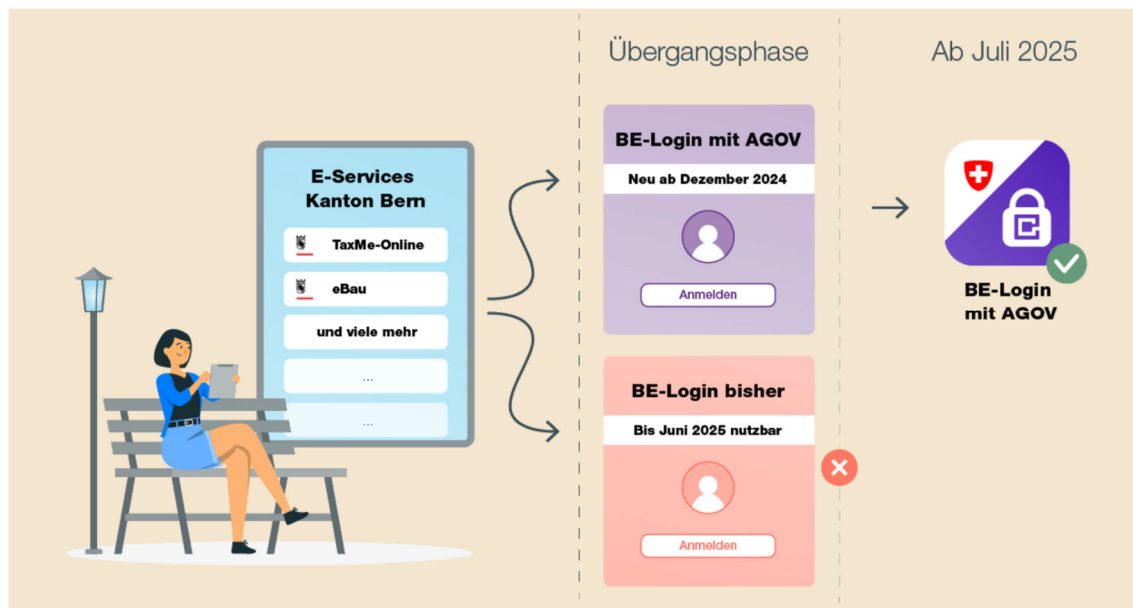 Übergangsphase
Ab Juli 2025
E-Services
Kanton Bern
TaxMe-Online
eBau
und viele mehr
...
...
BE-Login mit AGOV
Neu ab Dezember 2024
Anmelden
BE-Login bisher
Bis Juni 2025 nutzbar
Anmelden
BE-Login
mit AGOV